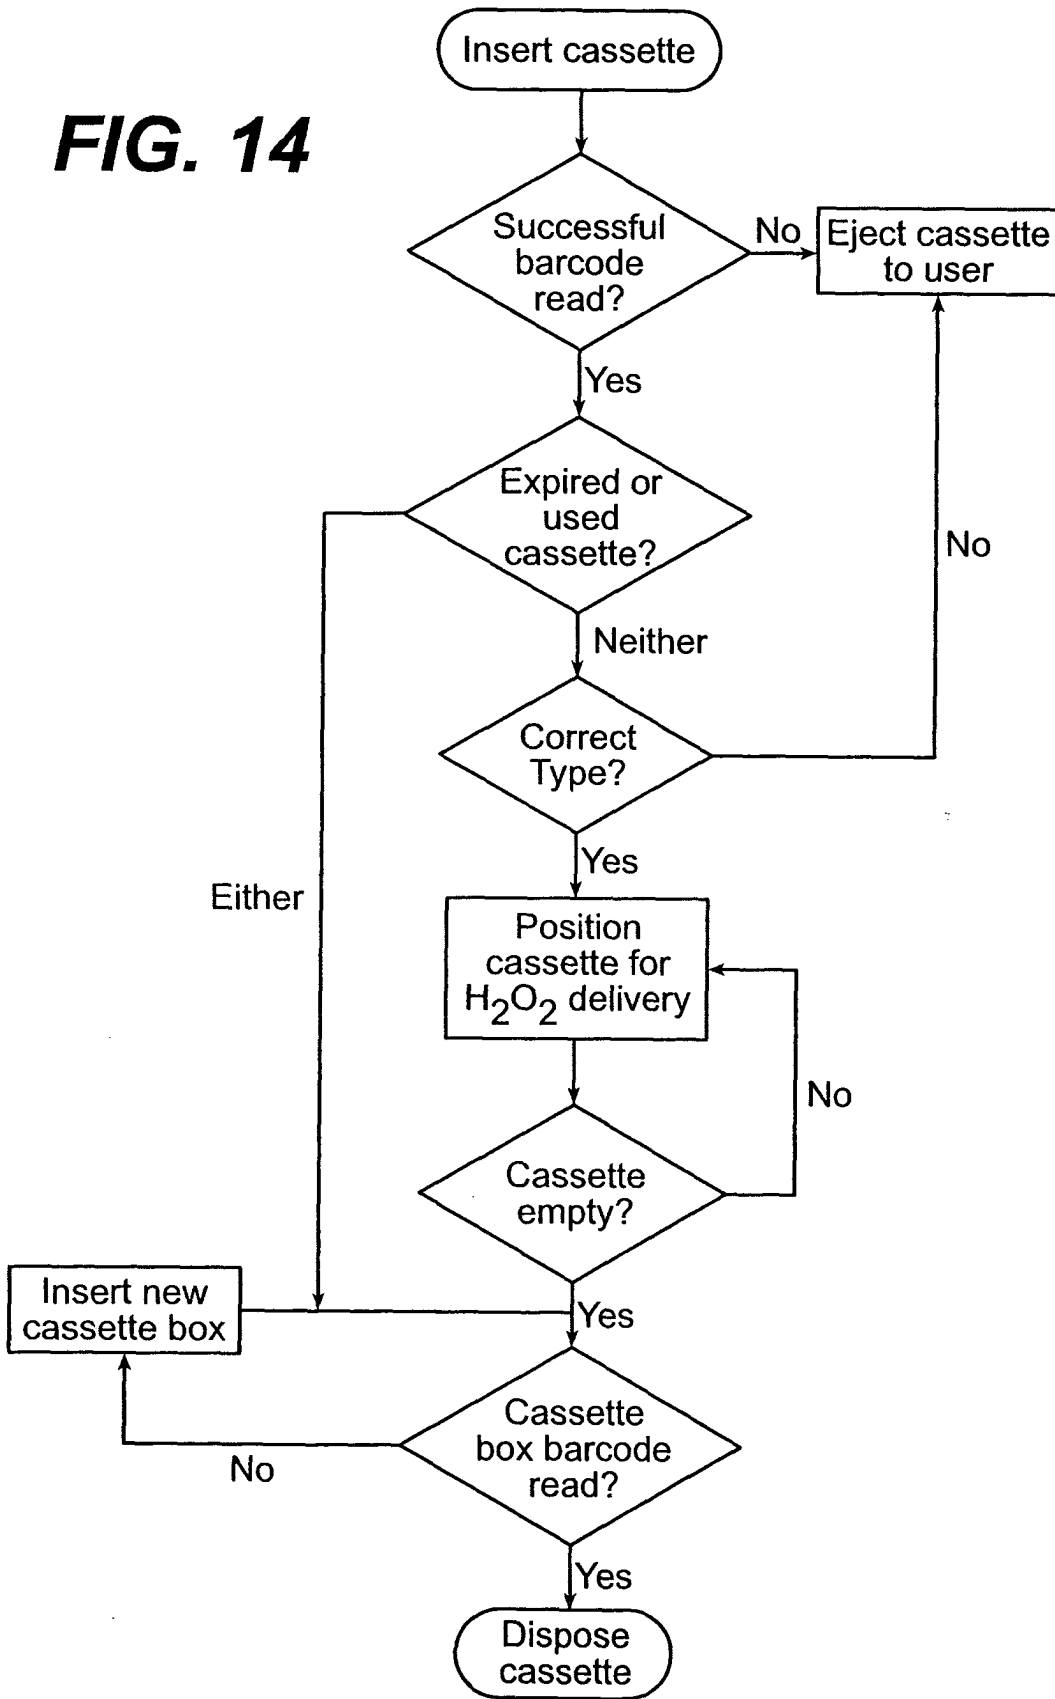 Insert cassette
FIG. 14
Successful
barcode
read?
No
Eject cassette
to user
Yes
Expired or
used
cassette?
No
Neither
Correct
Type?
Yes
Either
Position
cassette for
H₂O₂ delivery
No
Cassette
empty?
Insert new
cassette box
Yes
Cassette
box barcode
read?
No
Yes
Dispose
cassette